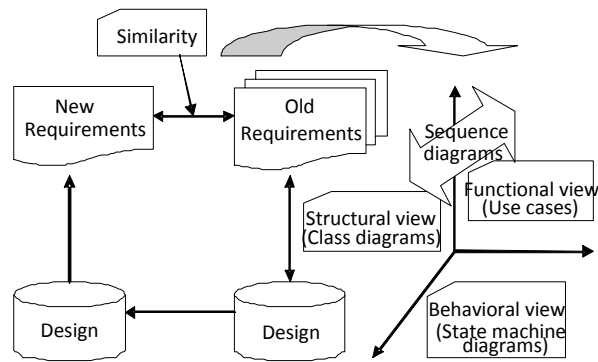 Similarity
New
Requirements
Old
Requirements
Sequence
diagrams
Functional view
(Use cases)
Structural view
(Class diagrams)
Design
Design
Behavioral view
(State machine
diagrams)